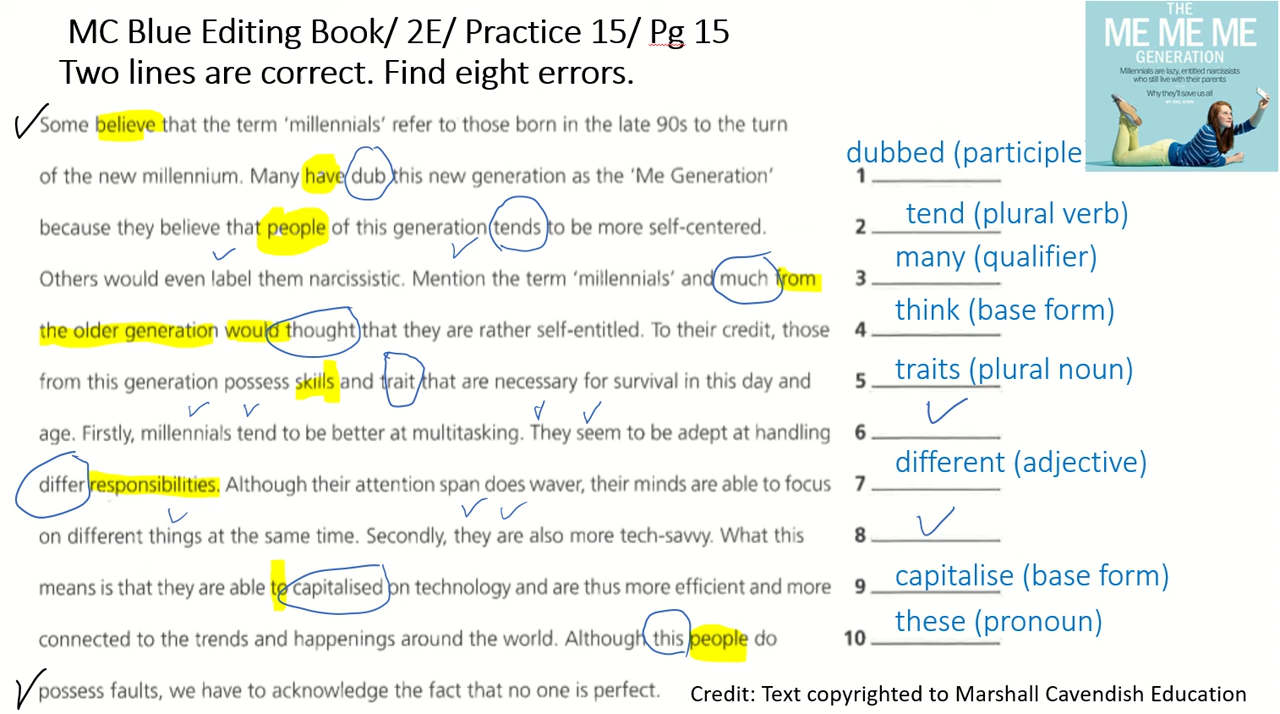 MC Blue Editing Book/ 2E/ Practice 15/ Pg 15
Two lines are correct. Find eight errors.
THE
ME ME ME
GENERATION
Millennials are lazy, entitled narcissists
who still live with their parents
Why they'll save us all
BY JOEL STEIN
Some believe that the term ‘millennials’ refer to those born in the late 90s to the turn
dubbed (participle
of the new millennium. Many have dub this new generation as the ‘Me Generation’ 1
tend (plural verb)
because they believe that people of this generation tends to be more self-centered. 2
many (qualifier)
Others would even label them narcissistic. Mention the term ‘millennials’ and much from 3
think (base form)
the older generation would thought that they are rather self-entitled. To their credit, those 4
traits (plural noun)
from this generation possess skills and trait that are necessary for survival in this day and 5
age. Firstly, millennials tend to be better at multitasking. They seem to be adept at handling 6
different (adjective)
differ responsibilities. Although their attention span does waver, their minds are able to focus 7
on different things at the same time. Secondly, they are also more tech-savvy. What this 8
capitalise (base form)
means is that they are able to capitalised on technology and are thus more efficient and more 9
these (pronoun)
connected to the trends and happenings around the world. Although this people do 10
possess faults, we have to acknowledge the fact that no one is perfect.
Credit: Text copyrighted to Marshall Cavendish Education